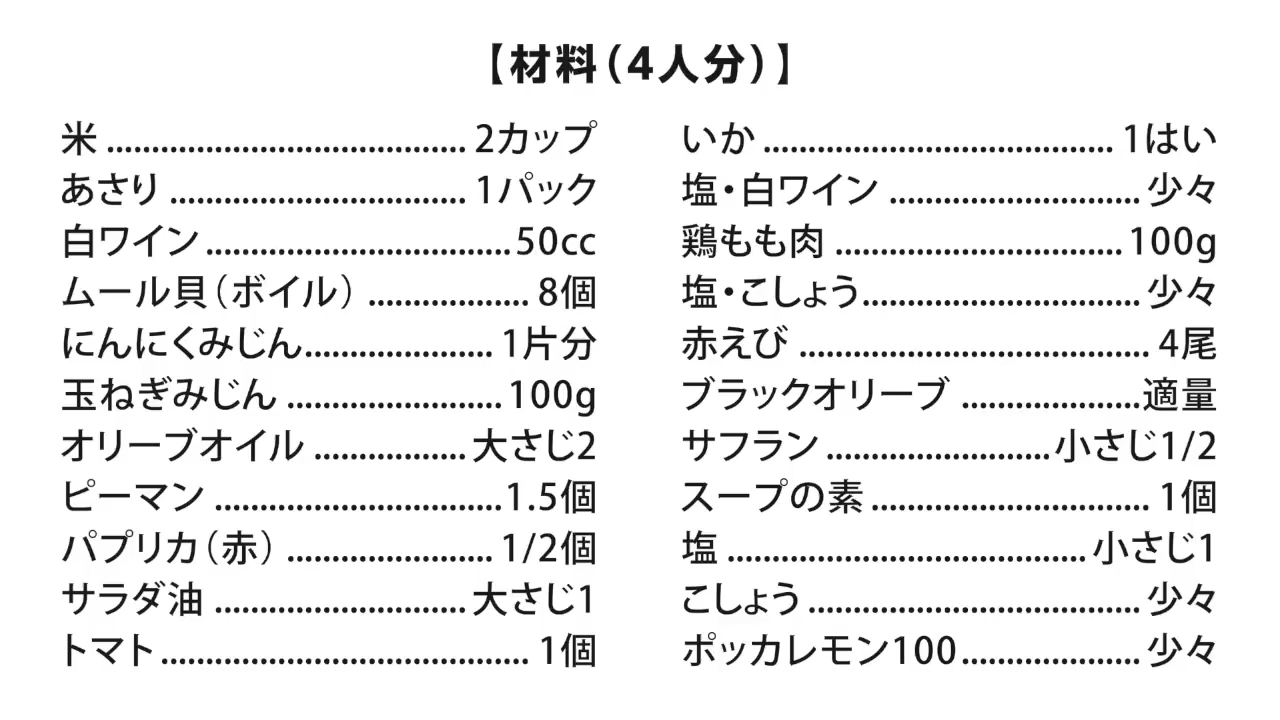 【材料（4人分）】
米 ........................................ 2カップ
あさり ................................. 1パック
白ワイン ..................................50cc
ムール貝（ボイル） .................. 8個
にんにくみじん..................... 1片分
玉ねぎみじん ........................100g
オリーブオイル ................. 大さじ2
ピーマン ................................1.5個
パプリカ（赤） ....................... 1/2個
サラダ油 ............................ 大さじ1
トマト......................................... 1個
いか ....................................... 1はい
塩・白ワイン ............................ 少々
鶏もも肉 ................................ 100g
塩・こしょう............................... 少々
赤えび ....................................... 4尾
ブラックオリーブ ....................適量
サフラン .........................小さじ1/2
スープの素............................... 1個
塩 ........................................ 小さじ1
こしょう ..................................... 少々
ポッカレモン100.................... 少々